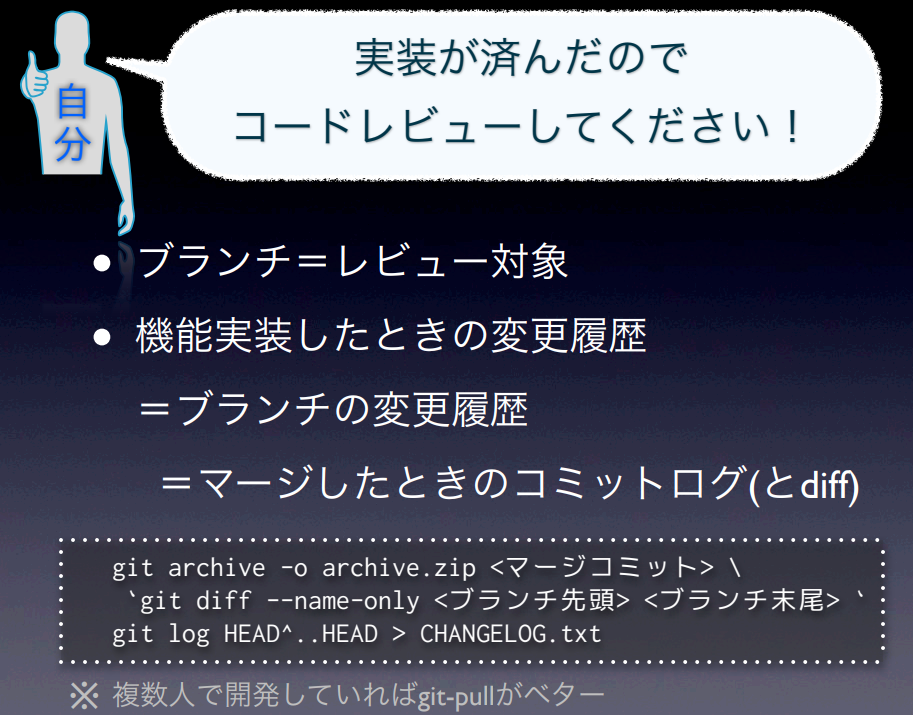 自分
実装が済んだので
コードレビューしてください！
• ブランチ＝レビュー対象
• 機能実装したときの変更履歴
＝ブランチの変更履歴
＝マージしたときのコミットログ(とdiff)
git archive -o archive.zip <マージコミット> \
`git diff --name-only <ブランチ先頭> <ブランチ末尾> `
git log HEAD^..HEAD > CHANGELOG.txt
※ 複数人で開発していればgit-pullがベター